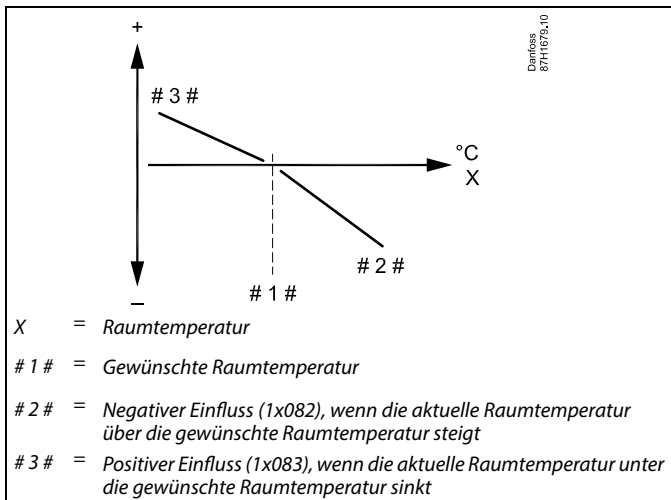 +
Danfoss
87H1679.10
# 3 #
°C
X
# 2 #
# 1 #
–
X = Raumtemperatur
# 1 # = Gewünschte Raumtemperatur
# 2 # = Negativer Einfluss (1x082), wenn die aktuelle Raumtemperatur
über die gewünschte Raumtemperatur steigt
# 3 # = Positiver Einfluss (1x083), wenn die aktuelle Raumtemperatur unter
die gewünschte Raumtemperatur sinkt